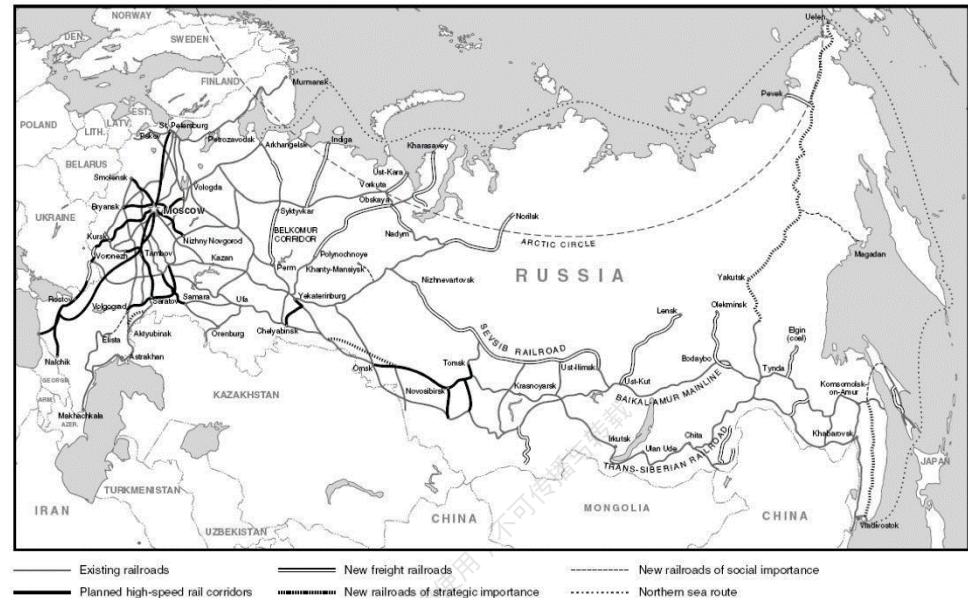 NORWAY
DEN.
SWEDEN
FINLAND
Murmansk
Uelen
Pevek
EST.
LATV.
LITH.
POLAND
BELARUS
UKRAINE
St. Petersburg
Pskov
Petrozavodsk
Arkhangelsk
Indiga
Kharasavey
Ust-Kara
Vorkuta
Obskaya
Smolensk
Bryansk
Moscow
Vologda
Syktyvkar
BELKOMUR
CORRIDOR
Nadym
Norilsk
ARCTIC CIRCLE
Kursk
Voronezh
Tambov
Nizhny Novgorod
Kazan
Perm
Polynochnoye
Khanty-Mansiysk
Nizhnevartovsk
RUSSIA
Yakutsk
Magadan
Rostov
Volgograd
Saratov
Samara
Ufa
Yekaterinburg
Chelyabinsk
Orenburg
SEVSIB RAILROAD
Lensk
Olekminsk
Elgin
(coal)
Elista
Aktyubinsk
Astrakhan
Nalchik
GEORGIA
ARM.
AZER.
Makhachkala
Omsk
Tomsk
Novosibirsk
Krasnoyarsk
Ust-Ilimsk
Ust-Kut
Bodaybo
Tynda
BAIKAL-AMUR MAINLINE
Komsomolsk-
on-Amur
Khabarovsk
KAZAKHSTAN
Irkutsk
Ulan Ude
Chita
TRANS-SIBERIAN RAILROAD
IRAN
TURKMENISTAN
UZBEKISTAN
CHINA
MONGOLIA
CHINA
Vladivostok
JAPAN
Existing railroads
New freight railroads
New railroads of social importance
Planned high-speed rail corridors
New railroads of strategic importance
Northern sea route